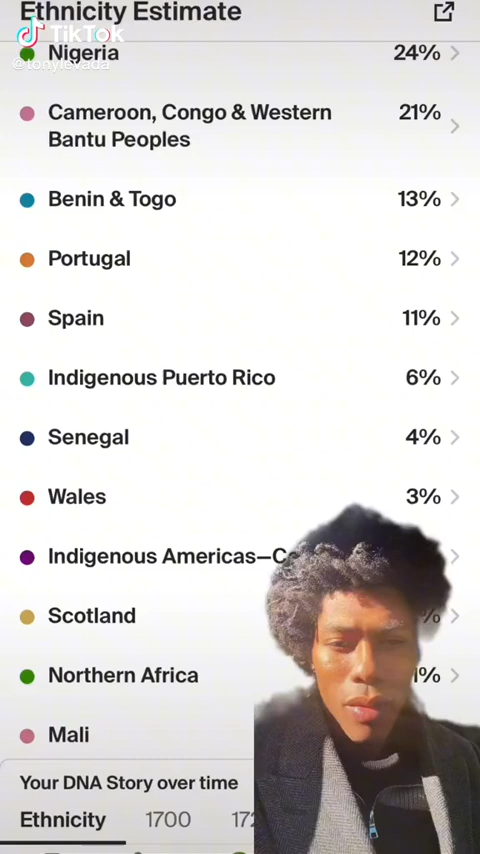 Ethnicity Estimate
TikTok
Nigeria 24%
@tonylevada
Cameroon, Congo & Western 21%
Bantu Peoples
Benin & Togo 13%
Portugal 12%
Spain 11%
Indigenous Puerto Rico 6%
Senegal 4%
Wales 3%
Indigenous Americas—
Scotland %
Northern Africa 1%
Mali
Your DNA Story over time
Ethnicity 1700